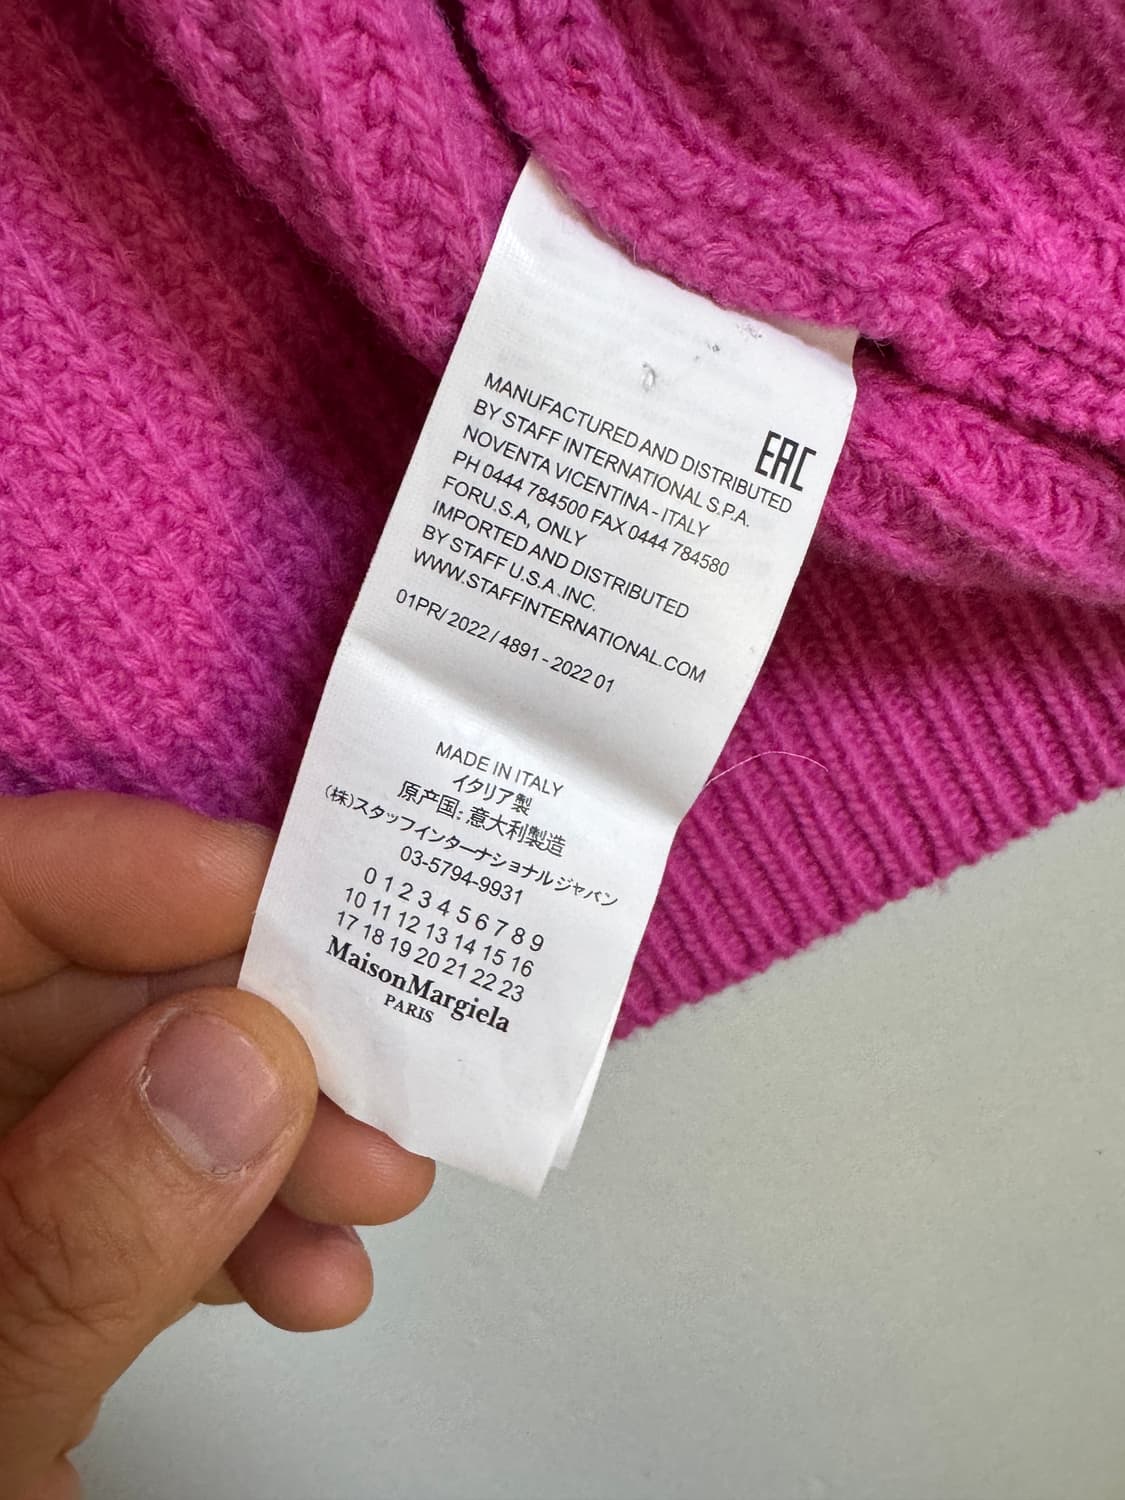 EAC
MANUFACTURED AND DISTRIBUTED
BY STAFF INTERNATIONAL S.P.A.
NOVENTA VICENTINA - ITALY
PH 0444 784500 FAX 0444 784580
FOR U.S.A, ONLY
IMPORTED AND DISTRIBUTED
BY STAFF U.S.A. INC.
WWW.STAFFINTERNATIONAL.COM
01PR/ 2022 / 4891 - 2022 01
MADE IN ITALY
イタリア製
原产国: 意大利製造
(株)スタッフインターナショナルジャパン
03-5794-9931
0 1 2 3 4 5 6 7 8 9
10 11 12 13 14 15 16
17 18 19 20 21 22 23
Maison Margiela
PARIS